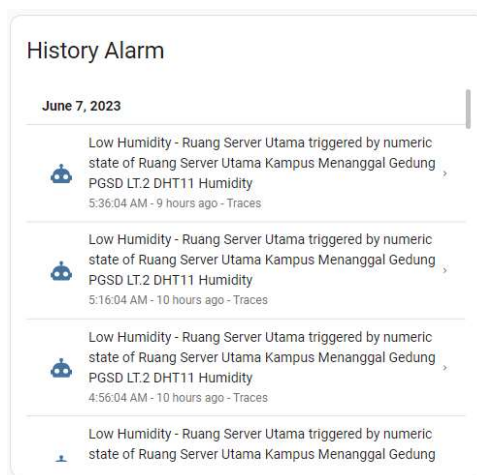 History Alarm
June 7, 2023
Low Humidity - Ruang Server Utama triggered by numeric
state of Ruang Server Utama Kampus Menanggal Gedung
PGSD LT.2 DHT11 Humidity
5:36:04 AM - 9 hours ago - Traces
Low Humidity - Ruang Server Utama triggered by numeric
state of Ruang Server Utama Kampus Menanggal Gedung
PGSD LT.2 DHT11 Humidity
5:16:04 AM - 10 hours ago - Traces
Low Humidity - Ruang Server Utama triggered by numeric
state of Ruang Server Utama Kampus Menanggal Gedung
PGSD LT.2 DHT11 Humidity
4:56:04 AM - 10 hours ago - Traces
Low Humidity - Ruang Server Utama triggered by numeric
state of Ruang Server Utama Kampus Menanggal Gedung